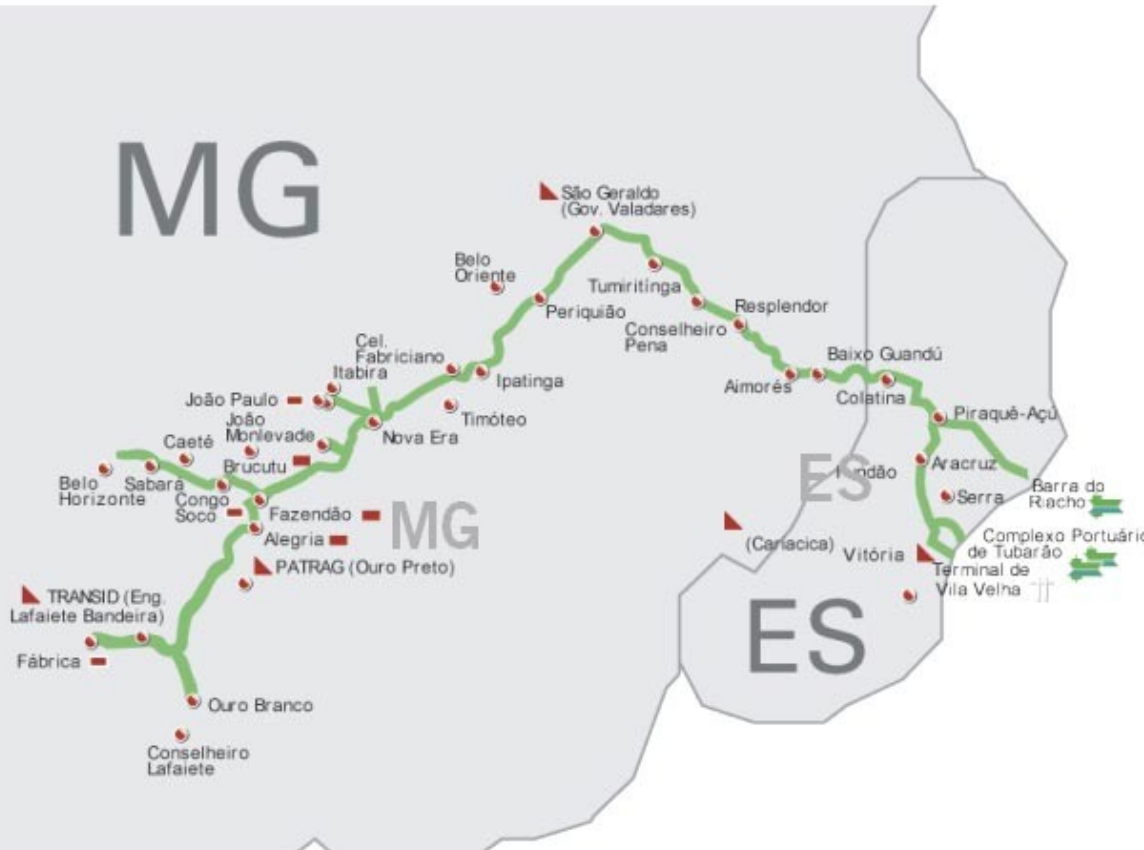 MG
São Geraldo
(Gov. Valadares)
Belo
Oriente
Tumiritinga
Periquião
Resplendor
Conselheiro
Pena
Cel.
Fabriciano
Itabira
Ipatinga
Baixo Guandú
Aimorés
Colatina
João Paulo
João
Monlevade
Timóteo
Nova Era
Piraquê-Açú
Caeté
Brucutu
Belo
Horizonte
Sabara
Congo
Soco
Fazendão
MG
ES
Aracruz
Serra
Barra do
Riacho
Alegria
(Cariacica)
Vitória
Complexo Portuário
de Tubarão
PATRAG (Ouro Preto)
Terminal de
Vila Velha
TRANSID (Eng.
Lafaiete Bandeira)
ES
Fábrica
Ouro Branco
Conselheiro
Lafaiete